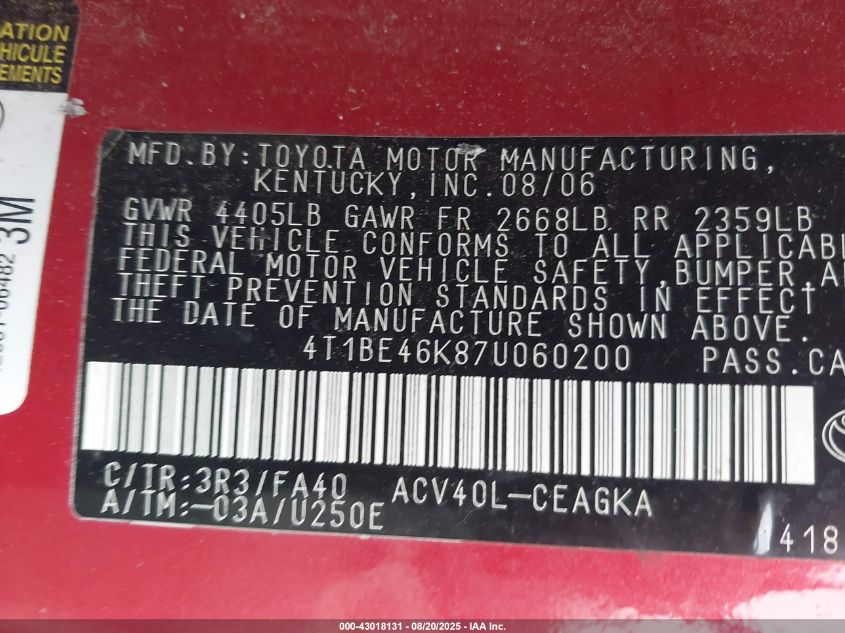 ATION
HICULE
EMENTS
3M
MFD.BY:TOYOTA MOTOR MANUFACTURING,
KENTUCKY,INC.08/06
GVWR 4405LB GAWR FR 2668LB RR 2359LB
THIS VEHICLE CONFORMS TO ALL APPLICABL
FEDERAL MOTOR VEHICLE SAFETY,BUMPER,A
THEFT PREVENTION STANDARDS IN EFFECT
THE DATE OF MANUFACTURE SHOWN ABOVE.
4T1BE46K87U060200 PASS.CA
C/TR:3R3/FA40 ACV40L-CEAGKA
A/TM:-03A/U250E
1418
000-43018131 - 08/20/2025 - IAA Inc.